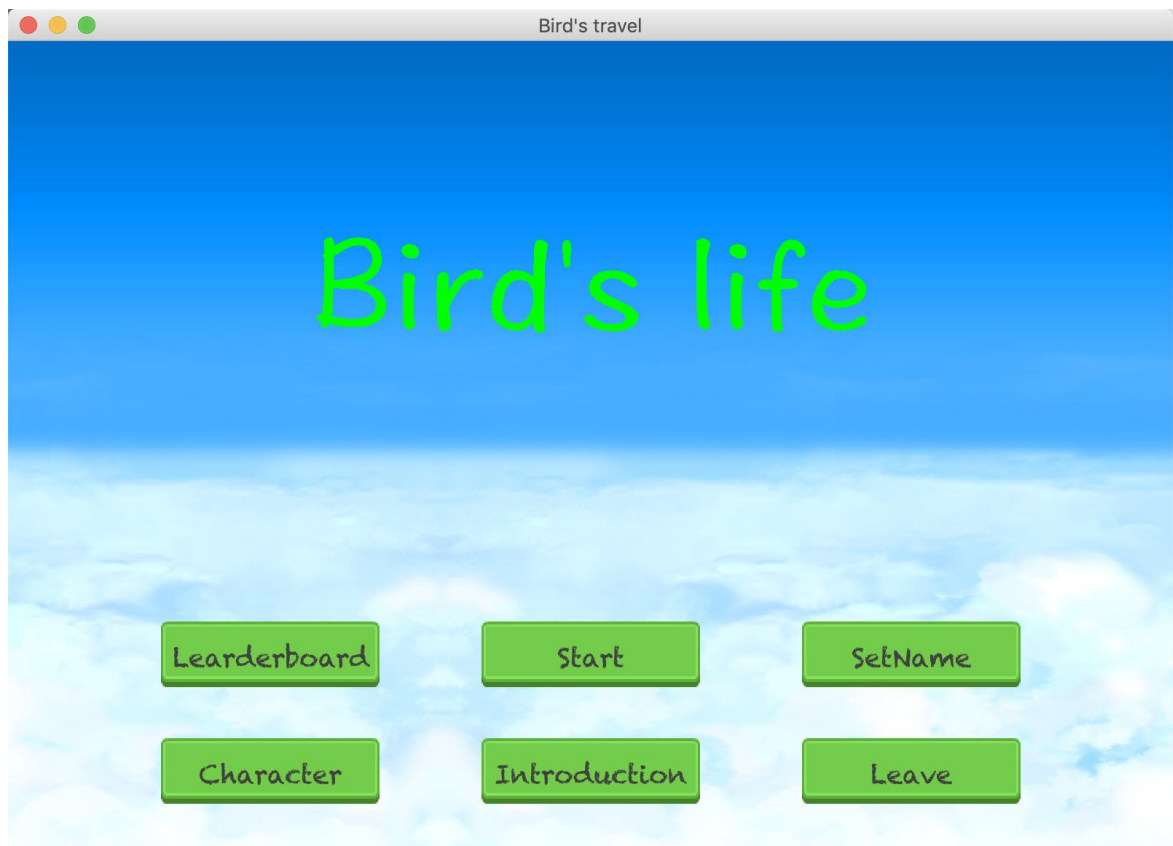 Bird's travel
Bird's life
Learderboard Start SetName
Character Introduction Leave